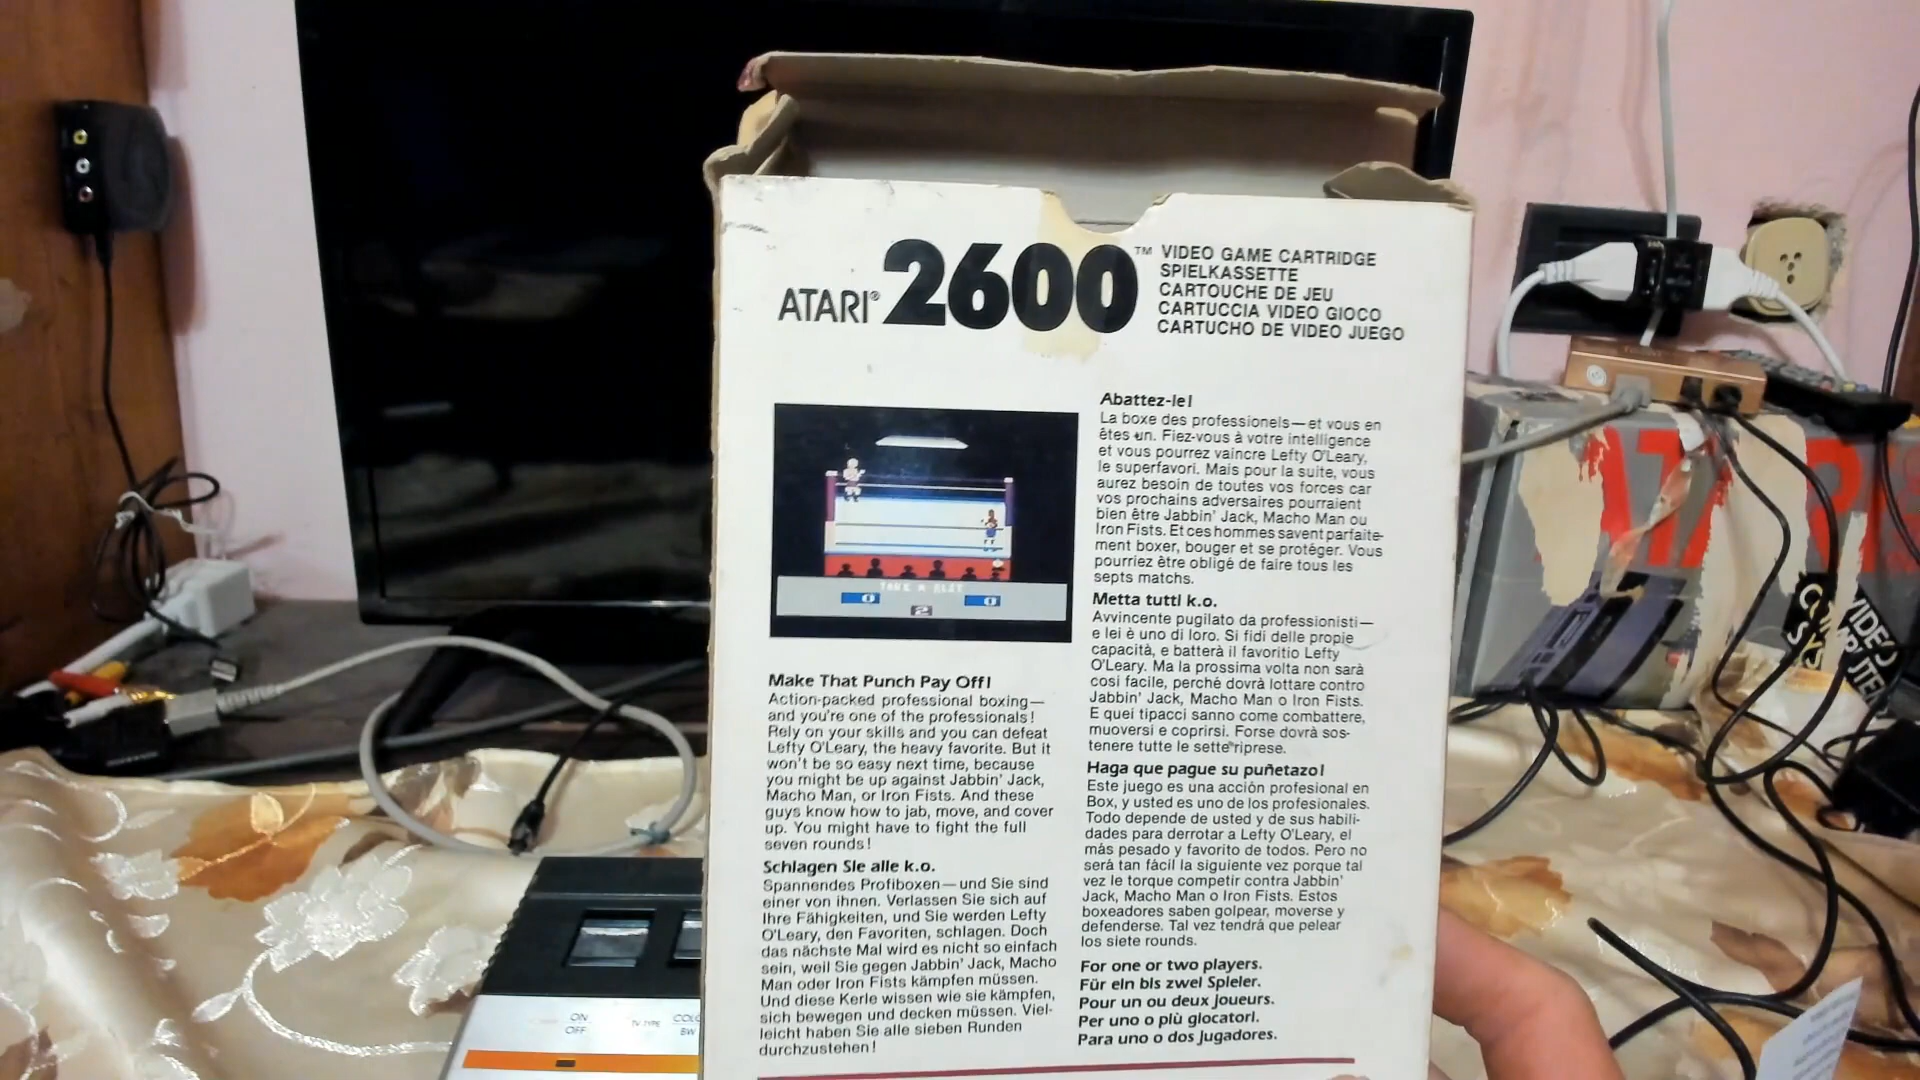 ATARI® 2600™
VIDEO GAME CARTRIDGE
SPIELKASSETTE
CARTOUCHE DE JEU
CARTUCCIA VIDEO GIOCO
CARTUCHO DE VIDEO JUEGO
0
0
2
Make That Punch Pay Off!
Action-packed professional boxing—
and you're one of the professionals!
Rely on your skills and you can defeat
Lefty O'Leary, the heavy favorite. But it
won't be so easy next time, because
you might be up against Jabbin' Jack,
Macho Man, or Iron Fists. And these
guys know how to jab, move, and cover
up. You might have to fight the full
seven rounds!
Schlagen Sie alle k.o.
Spannendes Profiboxen—und Sie sind
einer von ihnen. Verlassen Sie sich auf
Ihre Fähigkeiten, und Sie werden Lefty
O'Leary, den Favoriten, schlagen. Doch
das nächste Mal wird es nicht so einfach
sein, weil Sie gegen Jabbin' Jack, Macho
Man oder Iron Fists kämpfen müssen.
Und diese Kerle wissen wie sie kämpfen,
sich bewegen und decken müssen. Viel-
leicht haben Sie alle sieben Runden
durchzustehen!
Abattez-le!
La boxe des professionels—et vous en
êtes un. Fiez-vous à votre intelligence
et vous pourrez vaincre Lefty O'Leary,
le superfavori. Mais pour la suite, vous
aurez besoin de toutes vos forces car
vos prochains adversaires pourraient
bien être Jabbin' Jack, Macho Man ou
Iron Fists. Et ces hommes savent parfaite-
ment boxer, bouger et se protéger. Vous
pourriez être obligé de faire tous les
septs matchs.
Metta tutti k.o.
Avvincente pugilato da professionisti—
e lei è uno di loro. Si fidi delle propie
capacità, e batterà il favoritio Lefty
O'Leary. Ma la prossima volta non sarà
cosi facile, perché dovrà lottare contro
Jabbin' Jack, Macho Man o Iron Fists.
E quei tipacci sanno come combattere,
muoversi e coprirsi. Forse dovrà sos-
tenere tutte le sette riprese.
Haga que pague su puñetazo!
Este juego es una acción profesional en
Box, y usted es uno de los profesionales.
Todo depende de usted y de sus habili-
dades para derrotar a Lefty O'Leary, el
más pesado y favorito de todos. Pero no
será tan fácil la siguiente vez porque tal
vez le torque competir contra Jabbin'
Jack, Macho Man o Iron Fists. Estos
boxeadores saben golpear, moverse y
defenderse. Tal vez tendrá que pelear
los siete rounds.
For one or two players.
Für ein bis zwei Spieler.
Pour un ou deux joueurs.
Per uno o più giocatori.
Para uno o dos jugadores.
ON
OFF
TV TYPE
BW
VIDEO
COMPUTER